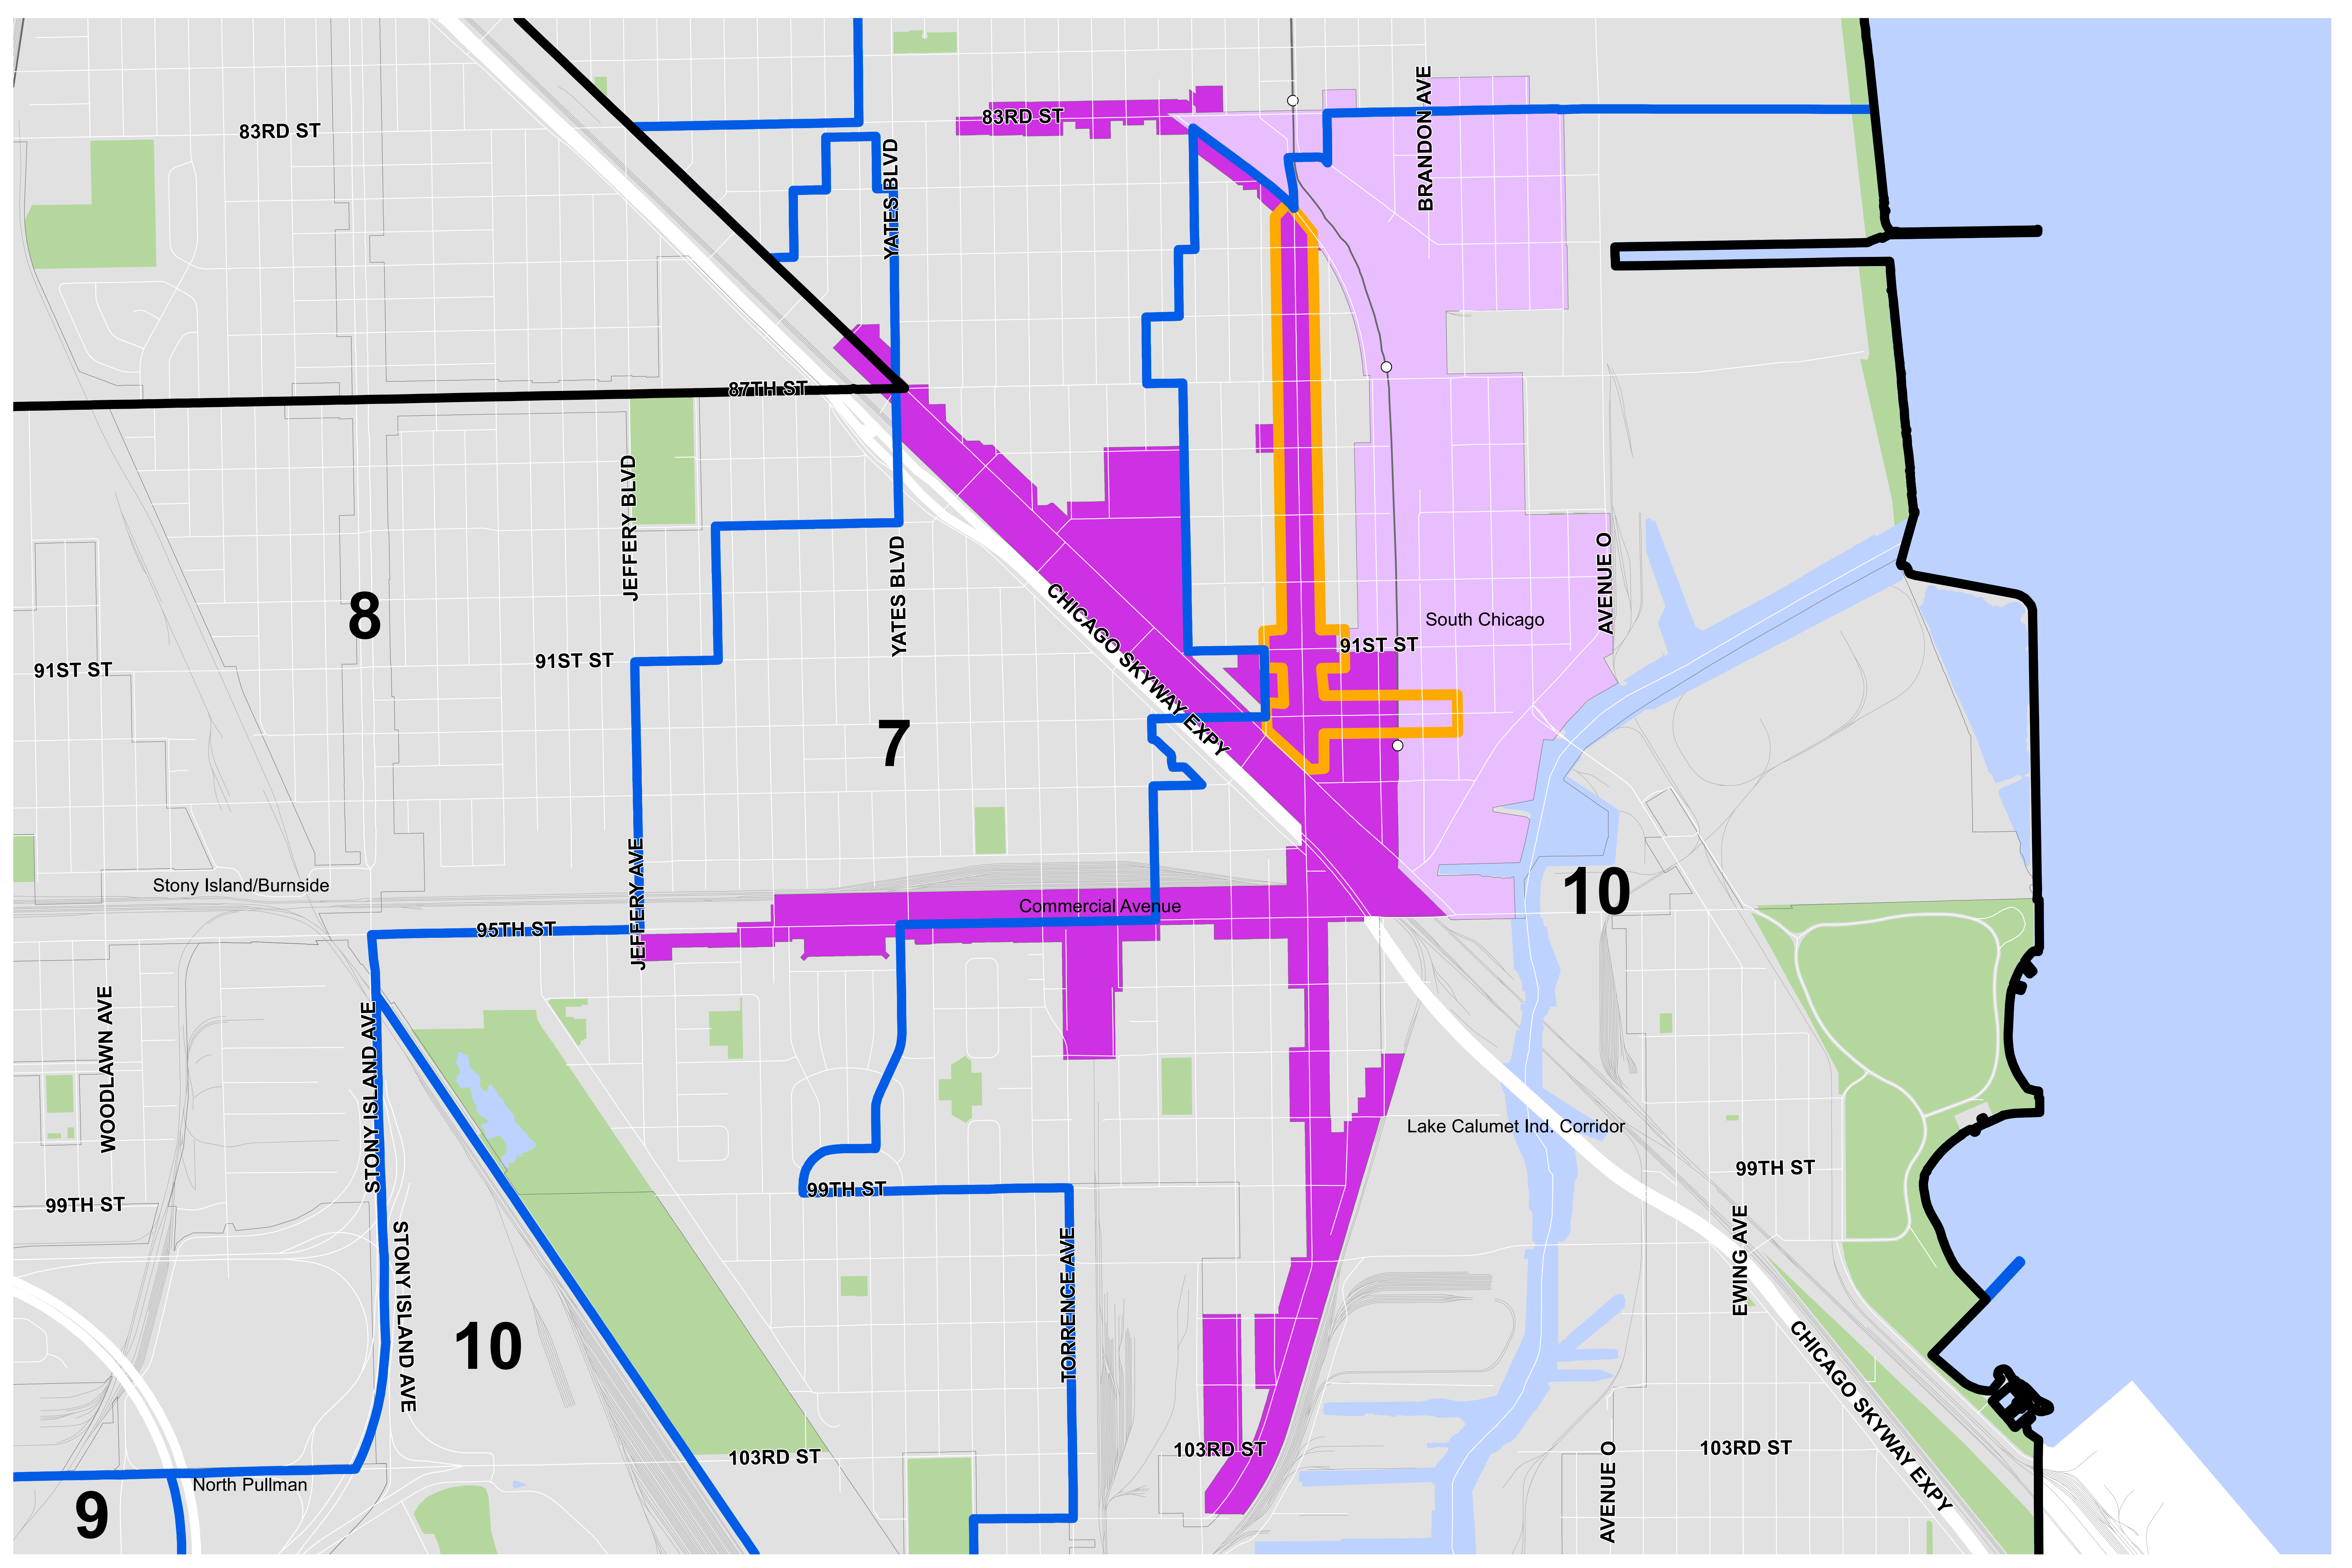 83RD ST
83RD ST
BRANDON AVE
YATES BLVD
87TH ST
JEFFERY BLVD
YATES BLVD
AVENUE O
CHICAGO SKYWAY EXPY
8
South Chicago
91ST ST
91ST ST
91ST ST
7
JEFFERY AVE
Stony Island/Burnside
Commercial Avenue
10
95TH ST
WOODLAWN AVE
STONY ISLAND AVE
Lake Calumet Ind. Corridor
99TH ST
99TH ST
99TH ST
STONY ISLAND AVE
TORRENCE AVE
EWING AVE
10
CHICAGO SKYWAY EXPY
103RD ST
103RD ST
103RD ST
North Pullman
AVENUE O
9